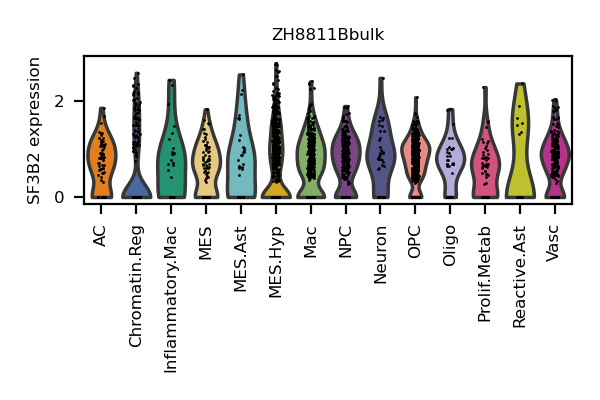 ZH8811Bbulk
SF3B2 expression
2
0
AC
Chromatin.Reg
Inflammatory.Mac
MES
MES.Ast
MES.Hyp
Mac
NPC
Neuron
OPC
Oligo
Prolif.Metab
Reactive.Ast
Vasc